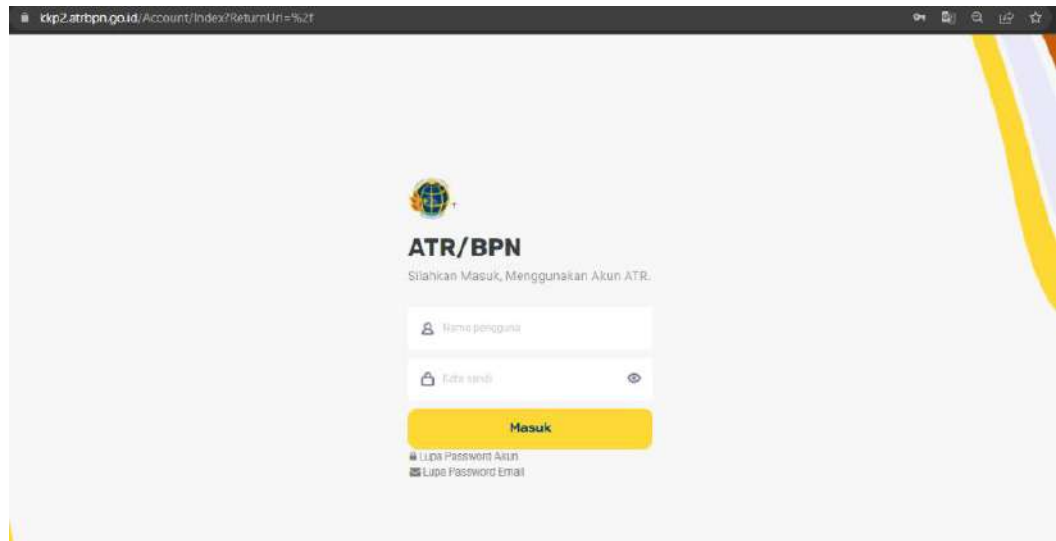 kkp2.atrbpn.go.id/Account/Index?ReturnUrl=%2f
ATR/BPN
Silahkan Masuk, Menggunakan Akun ATR.
Nama pengguna
Kata sandi
Masuk
Lupa Password Akun
Lupa Password Email